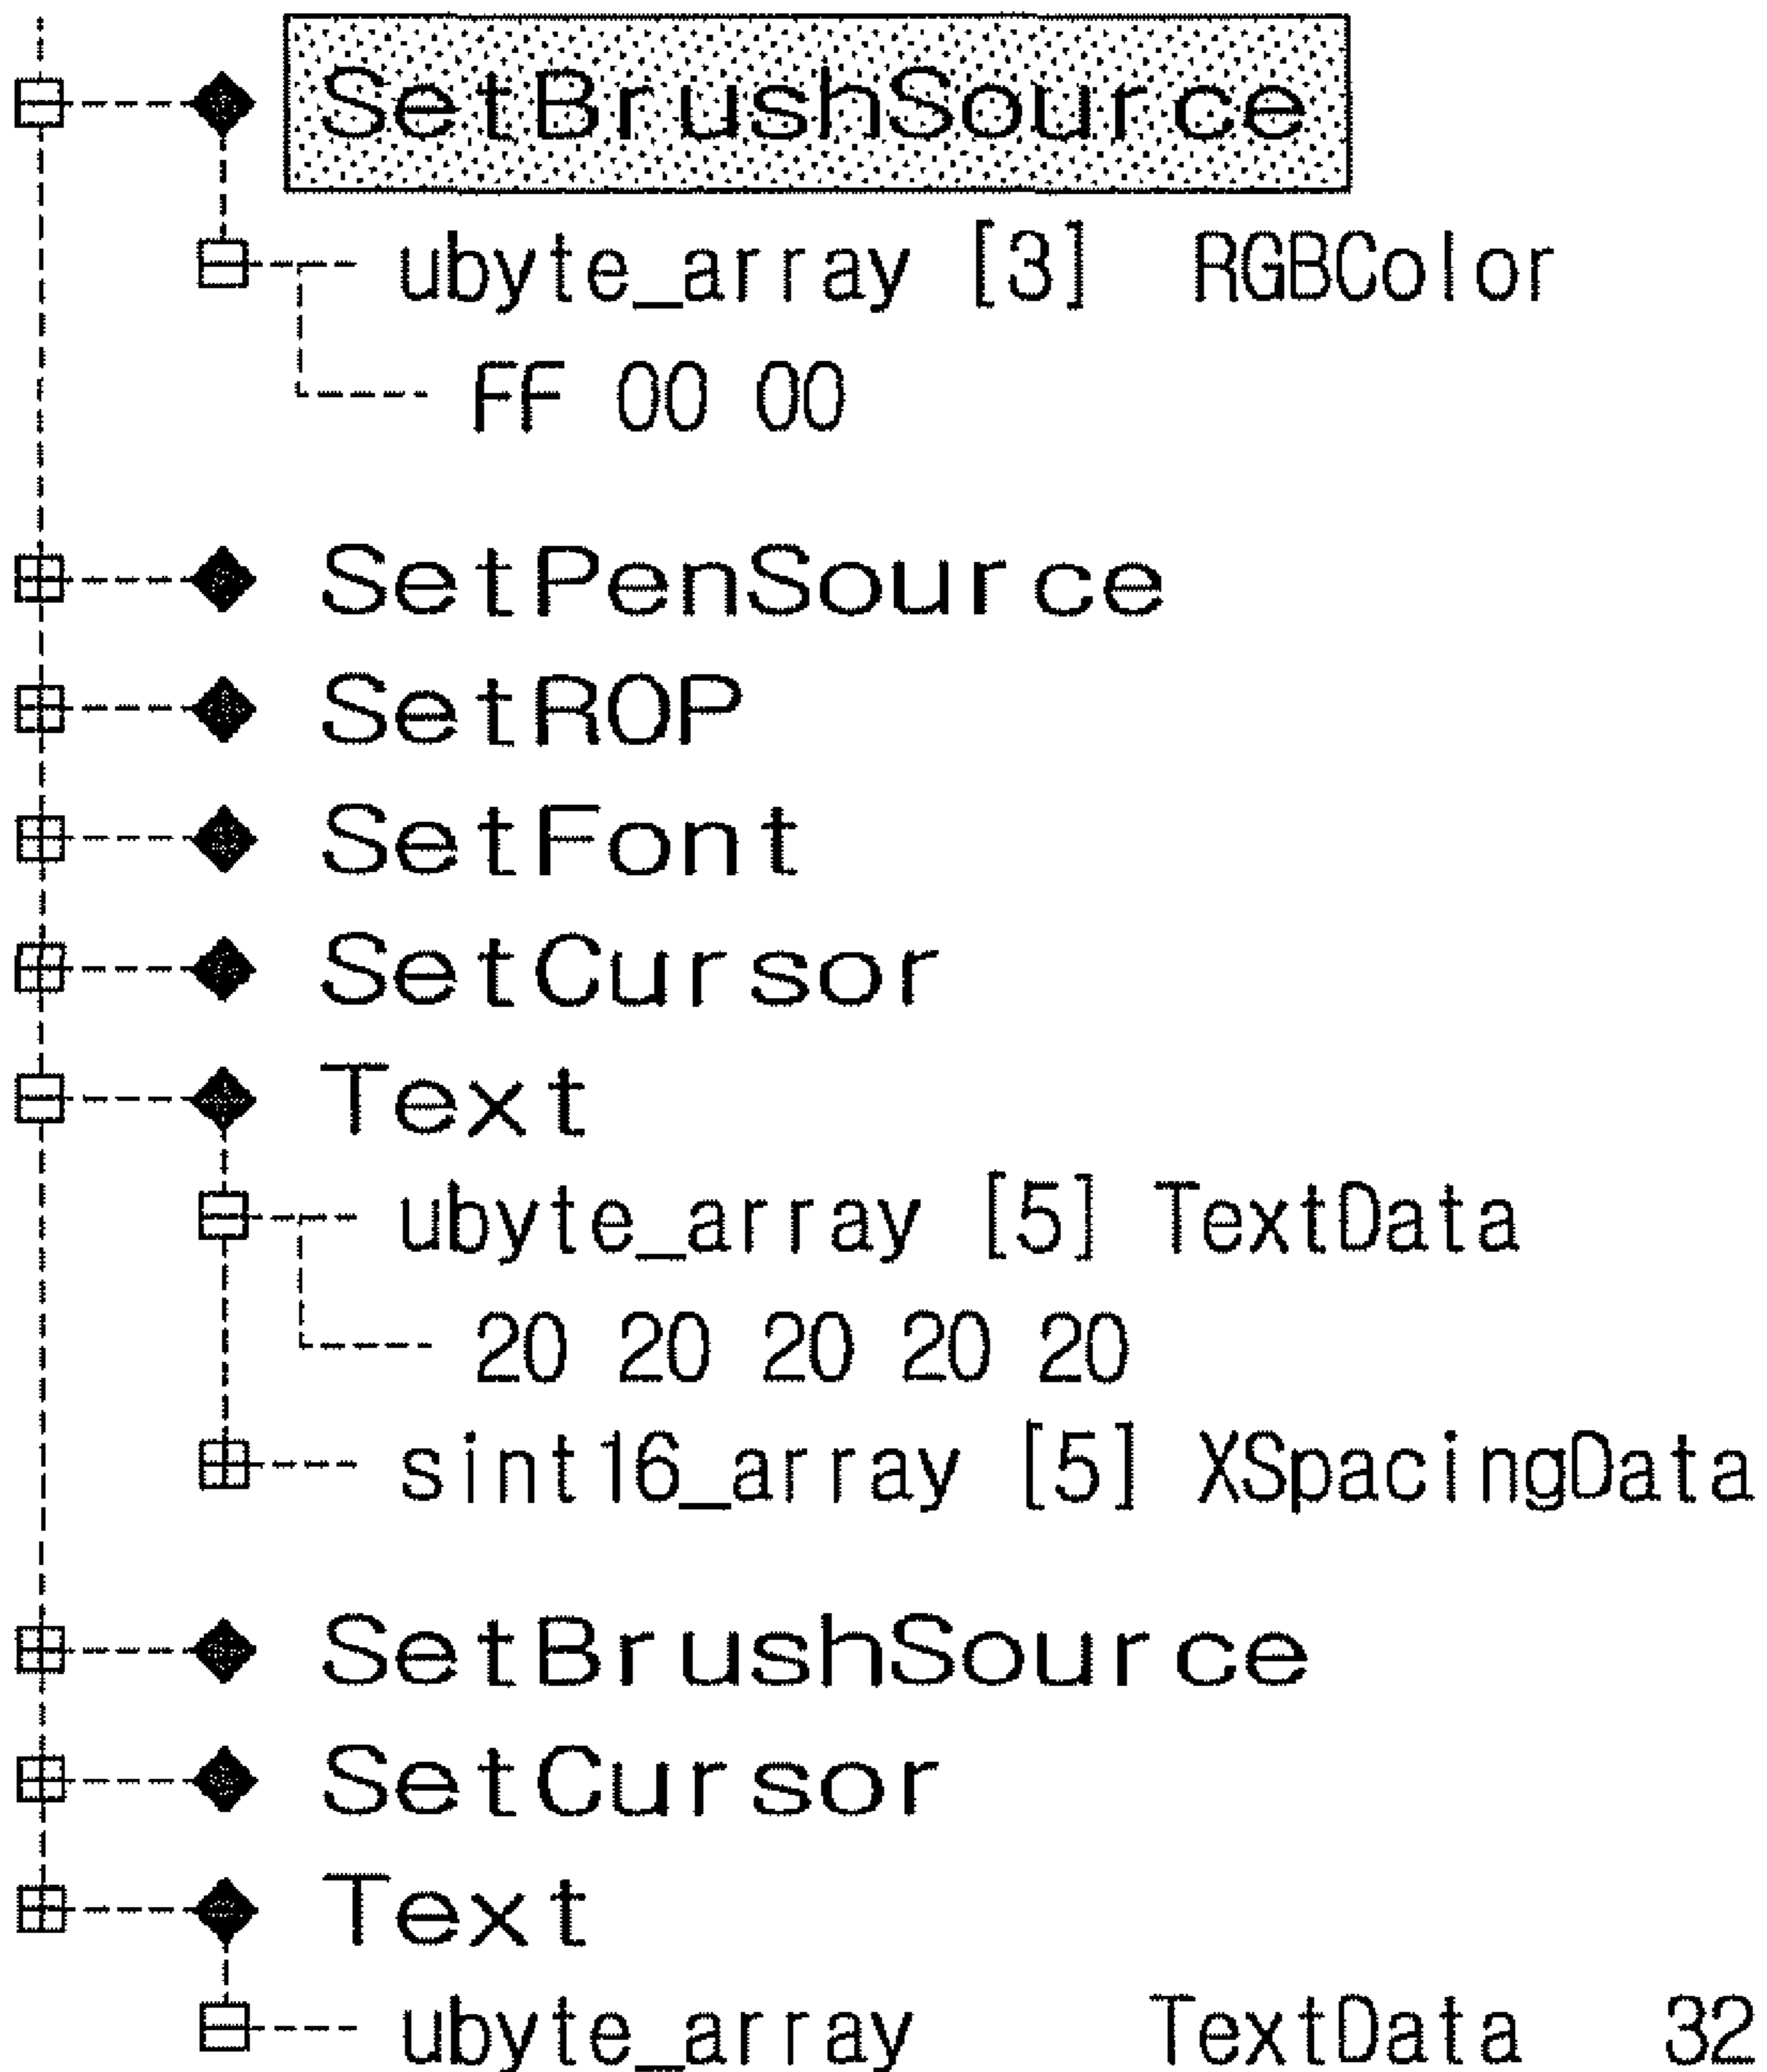 SetBrushSource
ubyte_array [3] RGBColor
FF 00 00
SetPenSource
SetROP
SetFont
SetCursor
Text
ubyte_array [5] TextData
20 20 20 20 20
sint16_array [5] XSpacingData
SetBrushSource
SetCursor
Text
ubyte_array TextData 32